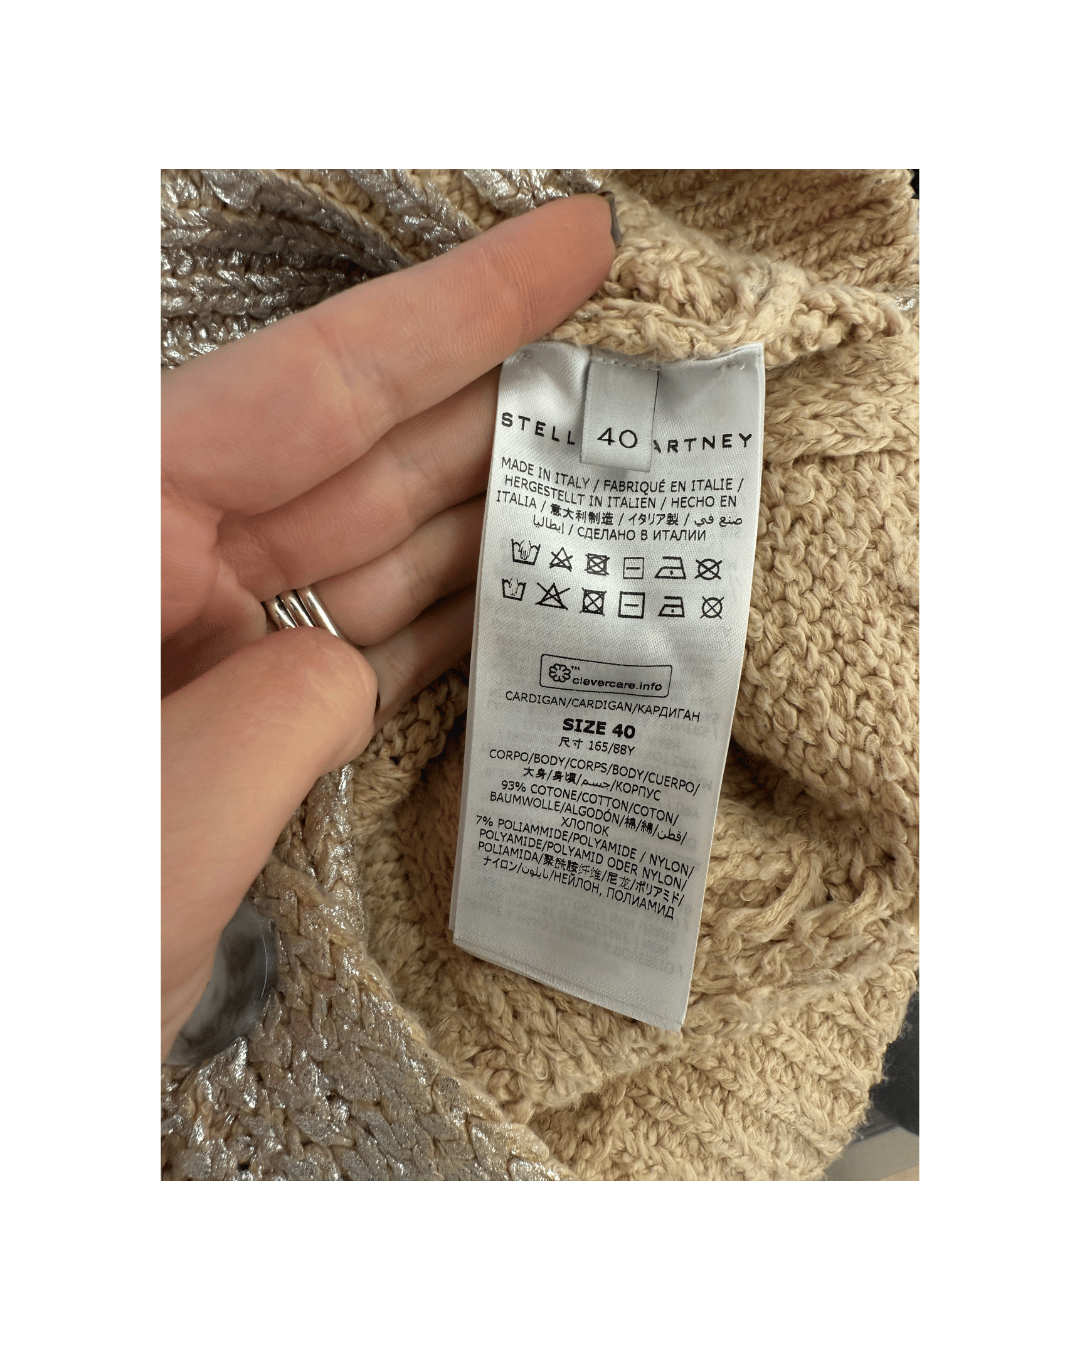 STELL
40
ARTNEY
MADE IN ITALY / FABRIQUÉ EN ITALIE /
HERGESTELLT IN ITALIEN / HECHO EN
ITALIA / 意大利制造 / イタリア製 / صنع في
إيطاليا / СДЕЛАНО В ИТАЛИИ
clevercare.info
CARDIGAN/CARDIGAN/КАРДИГАН
SIZE 40
尺寸 165/88Y
CORPO/BODY/CORPS/BODY/CUERPO/
大身/身頃/جسم/КОРПУС
93% COTONE/COTTON/COTON/
BAUMWOLLE/ALGODÓN/棉/綿/قطن/
ХЛОПОК
7% POLIAMMIDE/POLYAMIDE / NYLON/
POLYAMIDE/POLYAMID ODER NYLON/
POLIAMIDA/聚酰胺纤维/尼龙/ポリアミド/
ナイロン/نايلون/НЕЙЛОН, ПОЛИАМИД